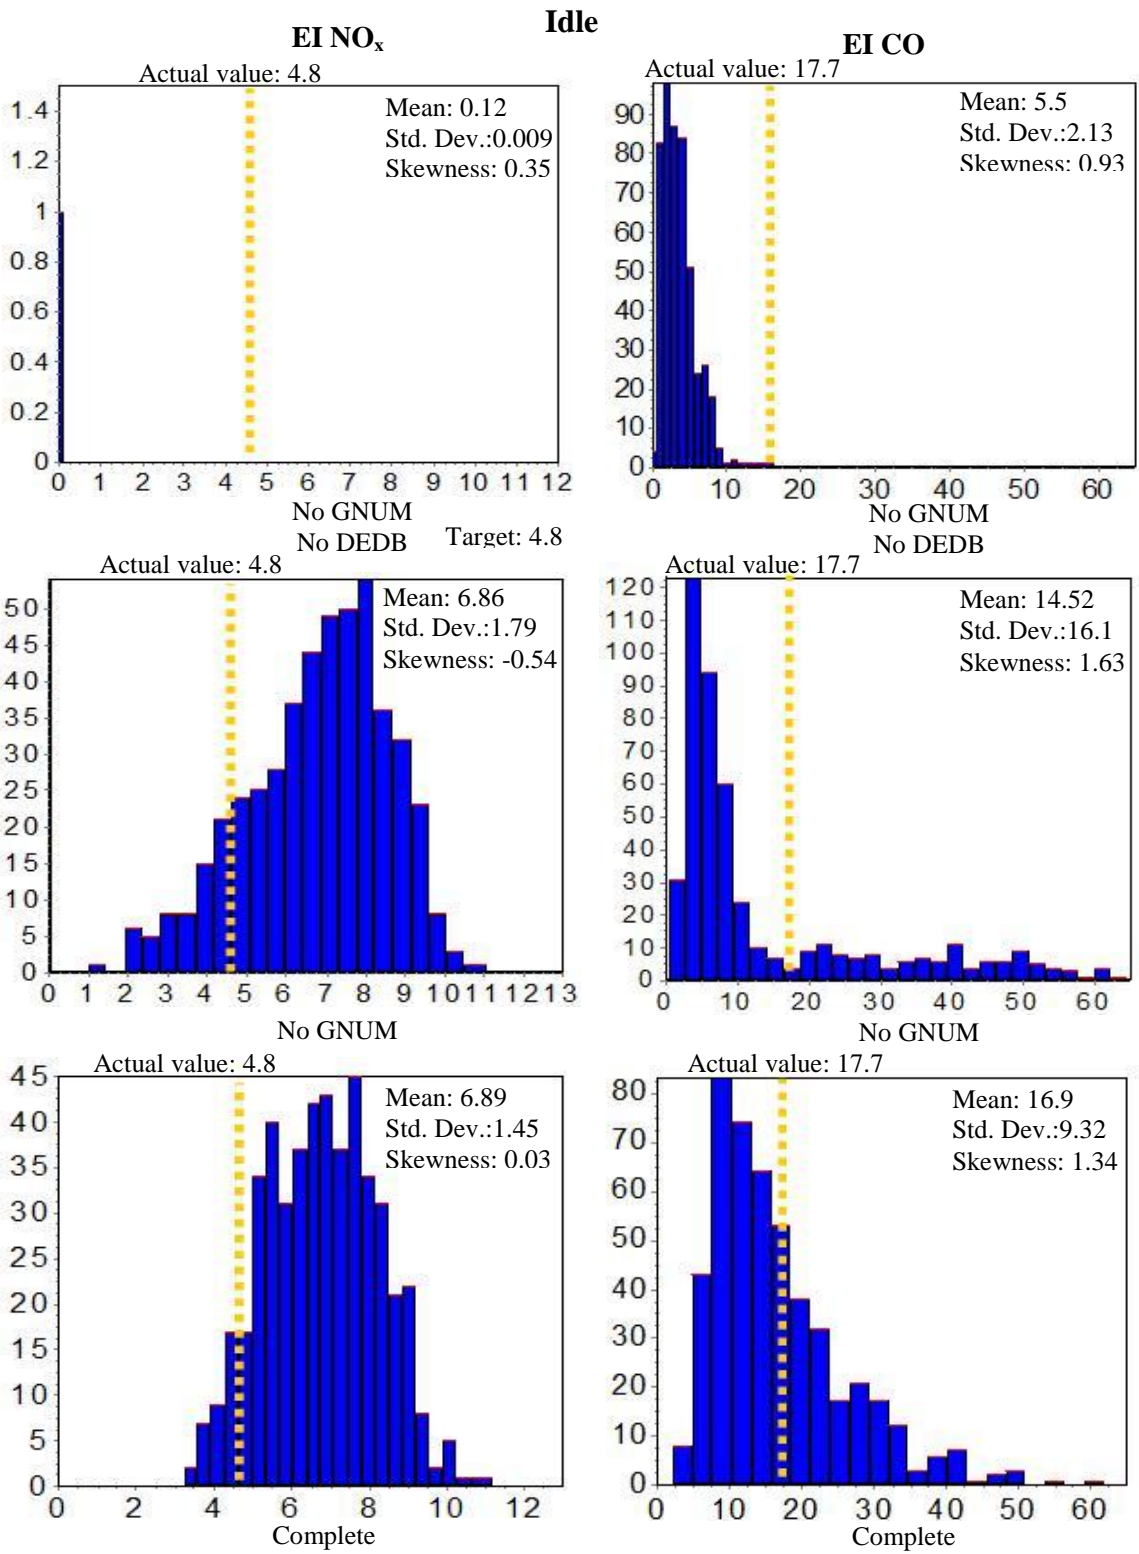 Idle
EI NOx
EI CO
Actual value: 4.8
Mean: 0.12
Std. Dev.:0.009
Skewness: 0.35
1.4
1.2
1
0.8
0.6
0.4
0.2
0
0 1 2 3 4 5 6 7 8 9 10 11 12
No GNUM
No DEDB
Actual value: 17.7
Mean: 5.5
Std. Dev.:2.13
Skewness: 0.93
90
80
70
60
50
40
30
20
10
0
0 10 20 30 40 50 60
No GNUM
No DEDB
Target: 4.8
Actual value: 4.8
Mean: 6.86
Std. Dev.:1.79
Skewness: -0.54
50
45
40
35
30
25
20
15
10
5
0
0 1 2 3 4 5 6 7 8 9 10 11 12 13
No GNUM
Actual value: 17.7
Mean: 14.52
Std. Dev.:16.1
Skewness: 1.63
120
110
100
90
80
70
60
50
40
30
20
10
0
0 10 20 30 40 50 60
No GNUM
Actual value: 4.8
Mean: 6.89
Std. Dev.:1.45
Skewness: 0.03
45
40
35
30
25
20
15
10
5
0
0 2 4 6 8 10 12
Complete
Actual value: 17.7
Mean: 16.9
Std. Dev.:9.32
Skewness: 1.34
80
70
60
50
40
30
20
10
0
0 10 20 30 40 50 60
Complete